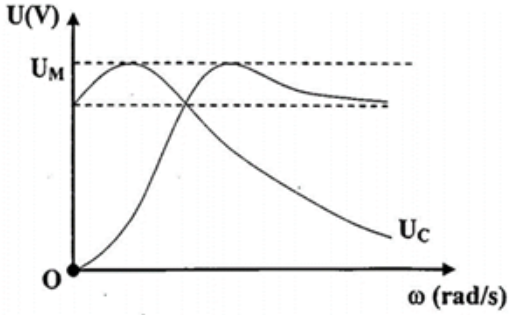 U(V)
U_M
U_C
O
ω (rad/s)